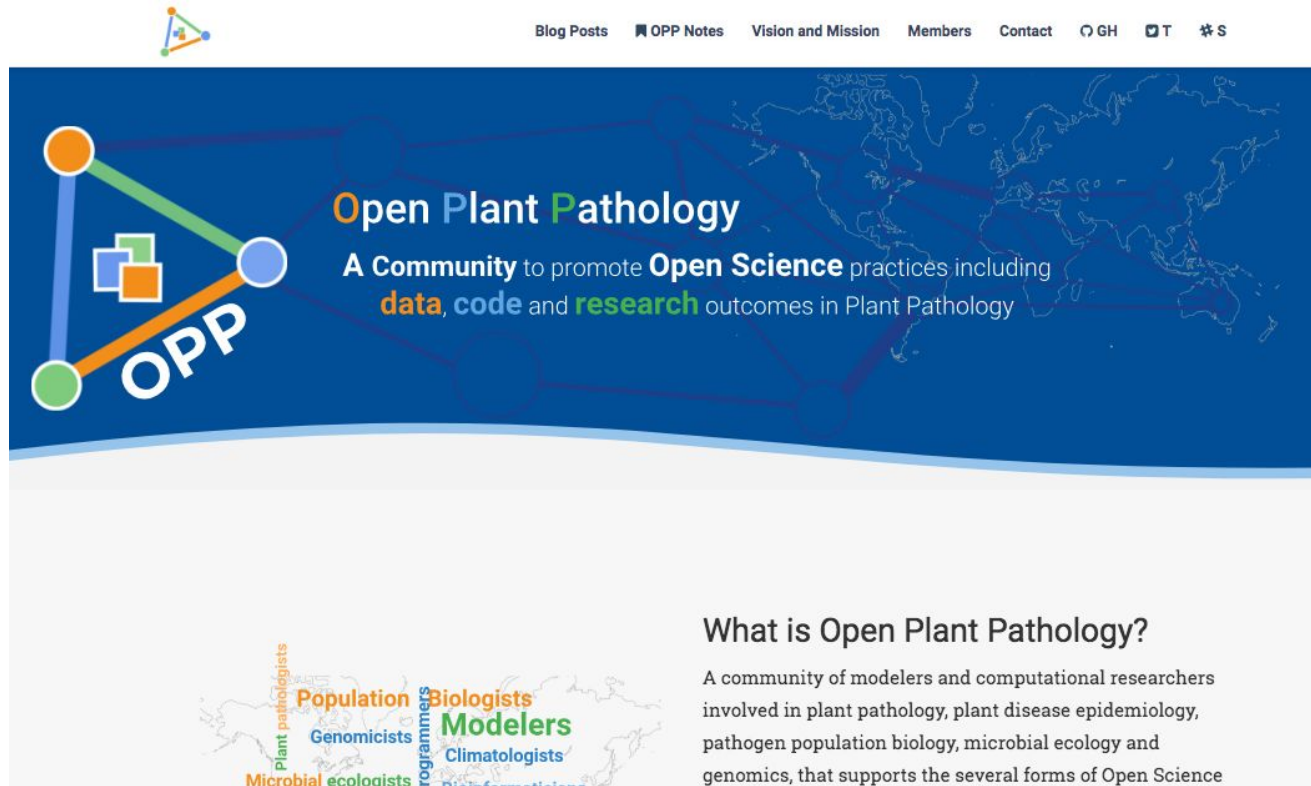 Blog Posts OPP Notes Vision and Mission Members Contact GH T S
Open Plant Pathology
A Community to promote Open Science practices including
data, code and research outcomes in Plant Pathology
OPP
What is Open Plant Pathology?
A community of modelers and computational researchers
involved in plant pathology, plant disease epidemiology,
pathogen population biology, microbial ecology and
genomics, that supports the several forms of Open Science
Plant pathologists
Population Biologists
Modelers
Genomicists
Climatologists
Microbial ecologists